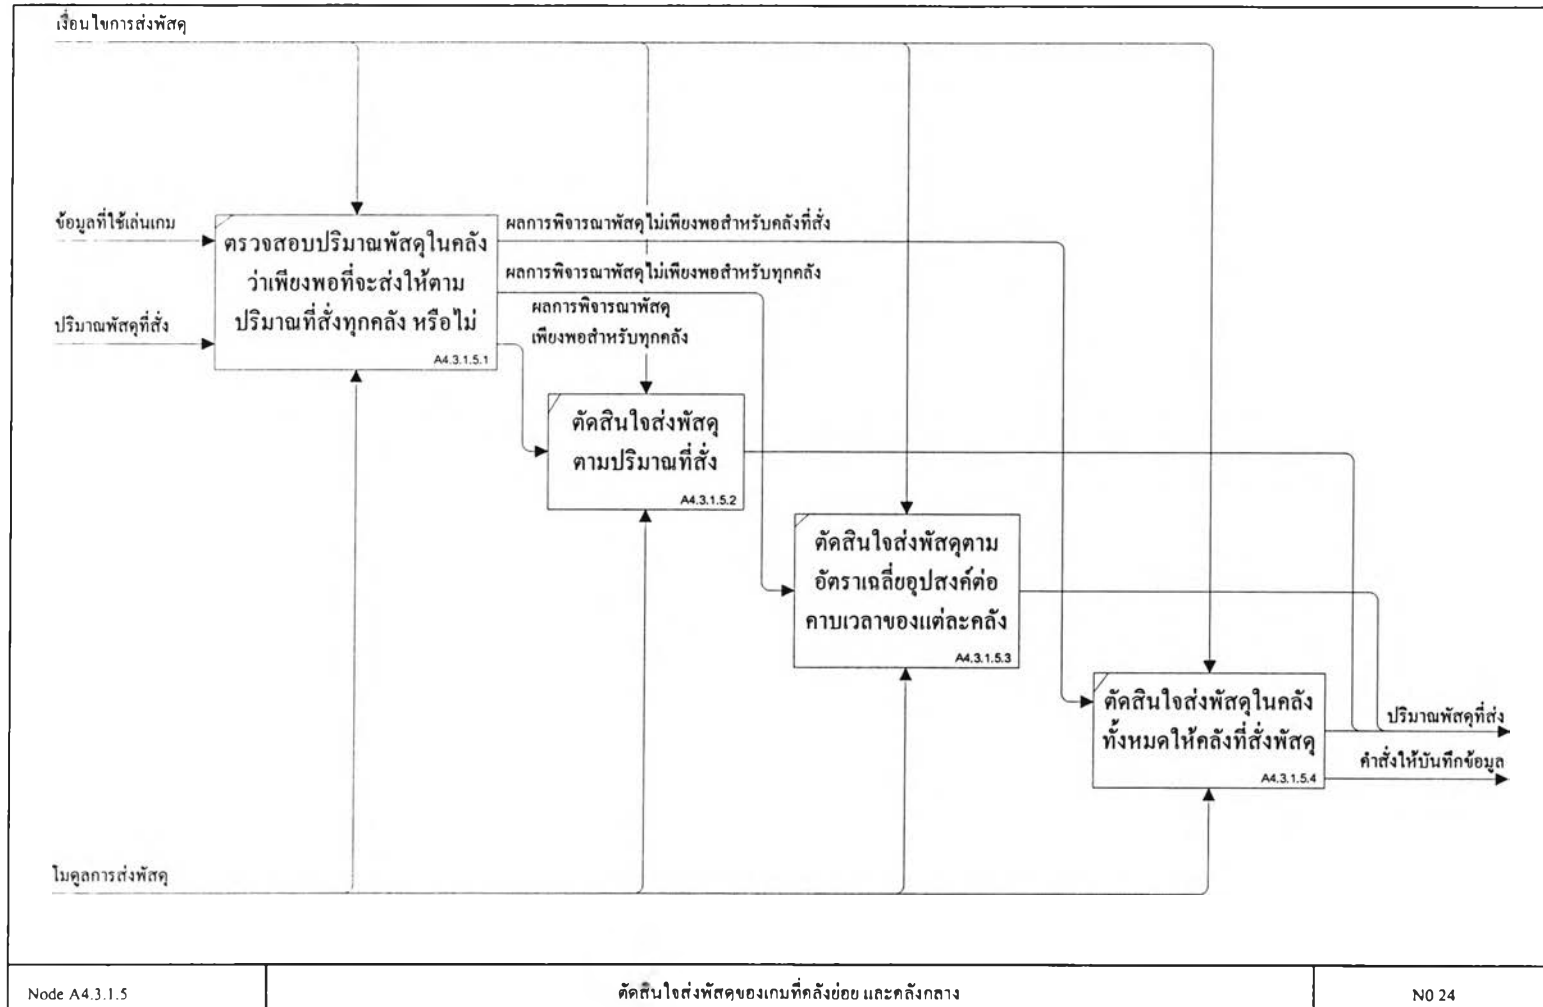 เงื่อนไขการส่งพัสดุ
ข้อมูลที่ใช้เล่นเกม
ปริมาณพัสดุที่สั่ง
ตรวจสอบปริมาณพัสดุในคลัง
ว่าเพียงพอที่จะส่งให้ตาม
ปริมาณที่สั่งทุกคลัง หรือไม่
A4.3.1.5.1
ผลการพิจารณาพัสดุไม่เพียงพอสำหรับคลังที่สั่ง
ผลการพิจารณาพัสดุไม่เพียงพอสำหรับทุกคลัง
ผลการพิจารณาพัสดุ
เพียงพอสำหรับทุกคลัง
ตัดสินใจส่งพัสดุ
ตามปริมาณที่สั่ง
A4.3.1.5.2
ตัดสินใจส่งพัสดุตาม
อัตราเฉลี่ยอุปสงค์ต่อ
คาบเวลาของแต่ละคลัง
A4.3.1.5.3
ตัดสินใจส่งพัสดุในคลัง
ทั้งหมดให้คลังที่สั่งพัสดุ
A4.3.1.5.4
ปริมาณพัสดุที่ส่ง
คำสั่งให้บันทึกข้อมูล
โมดูลการส่งพัสดุ
Node A4.3.1.5
ตัดสินใจส่งพัสดุของเกมที่คลังย่อย และคลังกลาง
N0 24